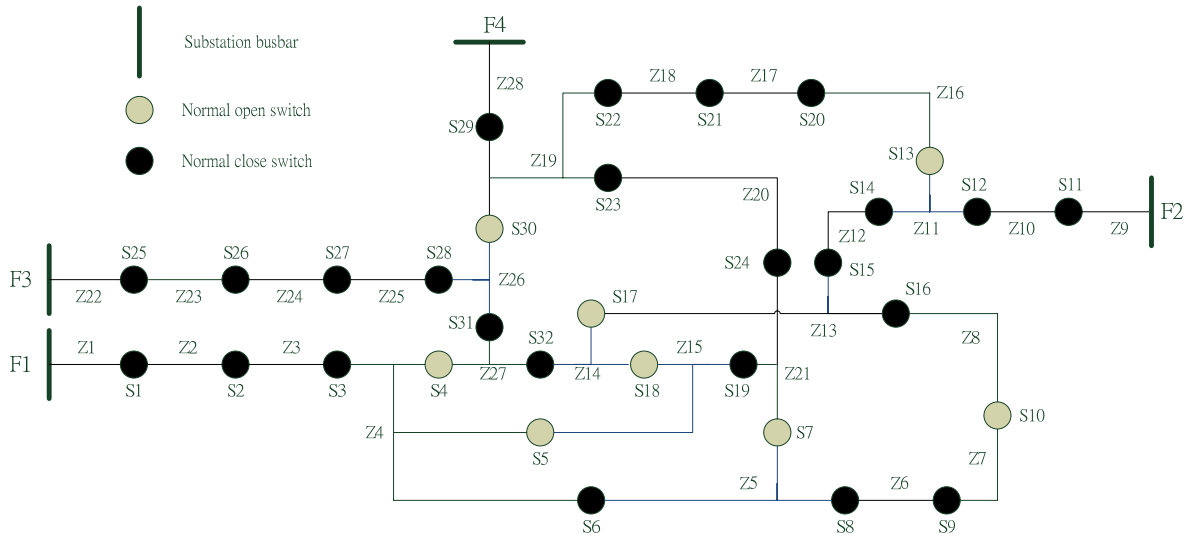 F4
Substation busbar
Z28
Z18
Z17
Z16
Normal open switch
S22
S21
S20
S29
Normal close switch
Z19
S13
Z20
S14
S12
S11
S23
F2
S30
Z12
Z11
Z10
Z9
S25
S26
S27
S28
S24
S15
F3
Z26
Z22
Z23
Z24
Z25
S17
S16
S31
Z13
Z8
F1
Z1
Z2
Z3
S32
Z15
Z27
Z14
Z21
S1
S2
S3
S4
S18
S19
S10
Z4
S7
S5
Z7
Z5
Z6
S6
S8
S9